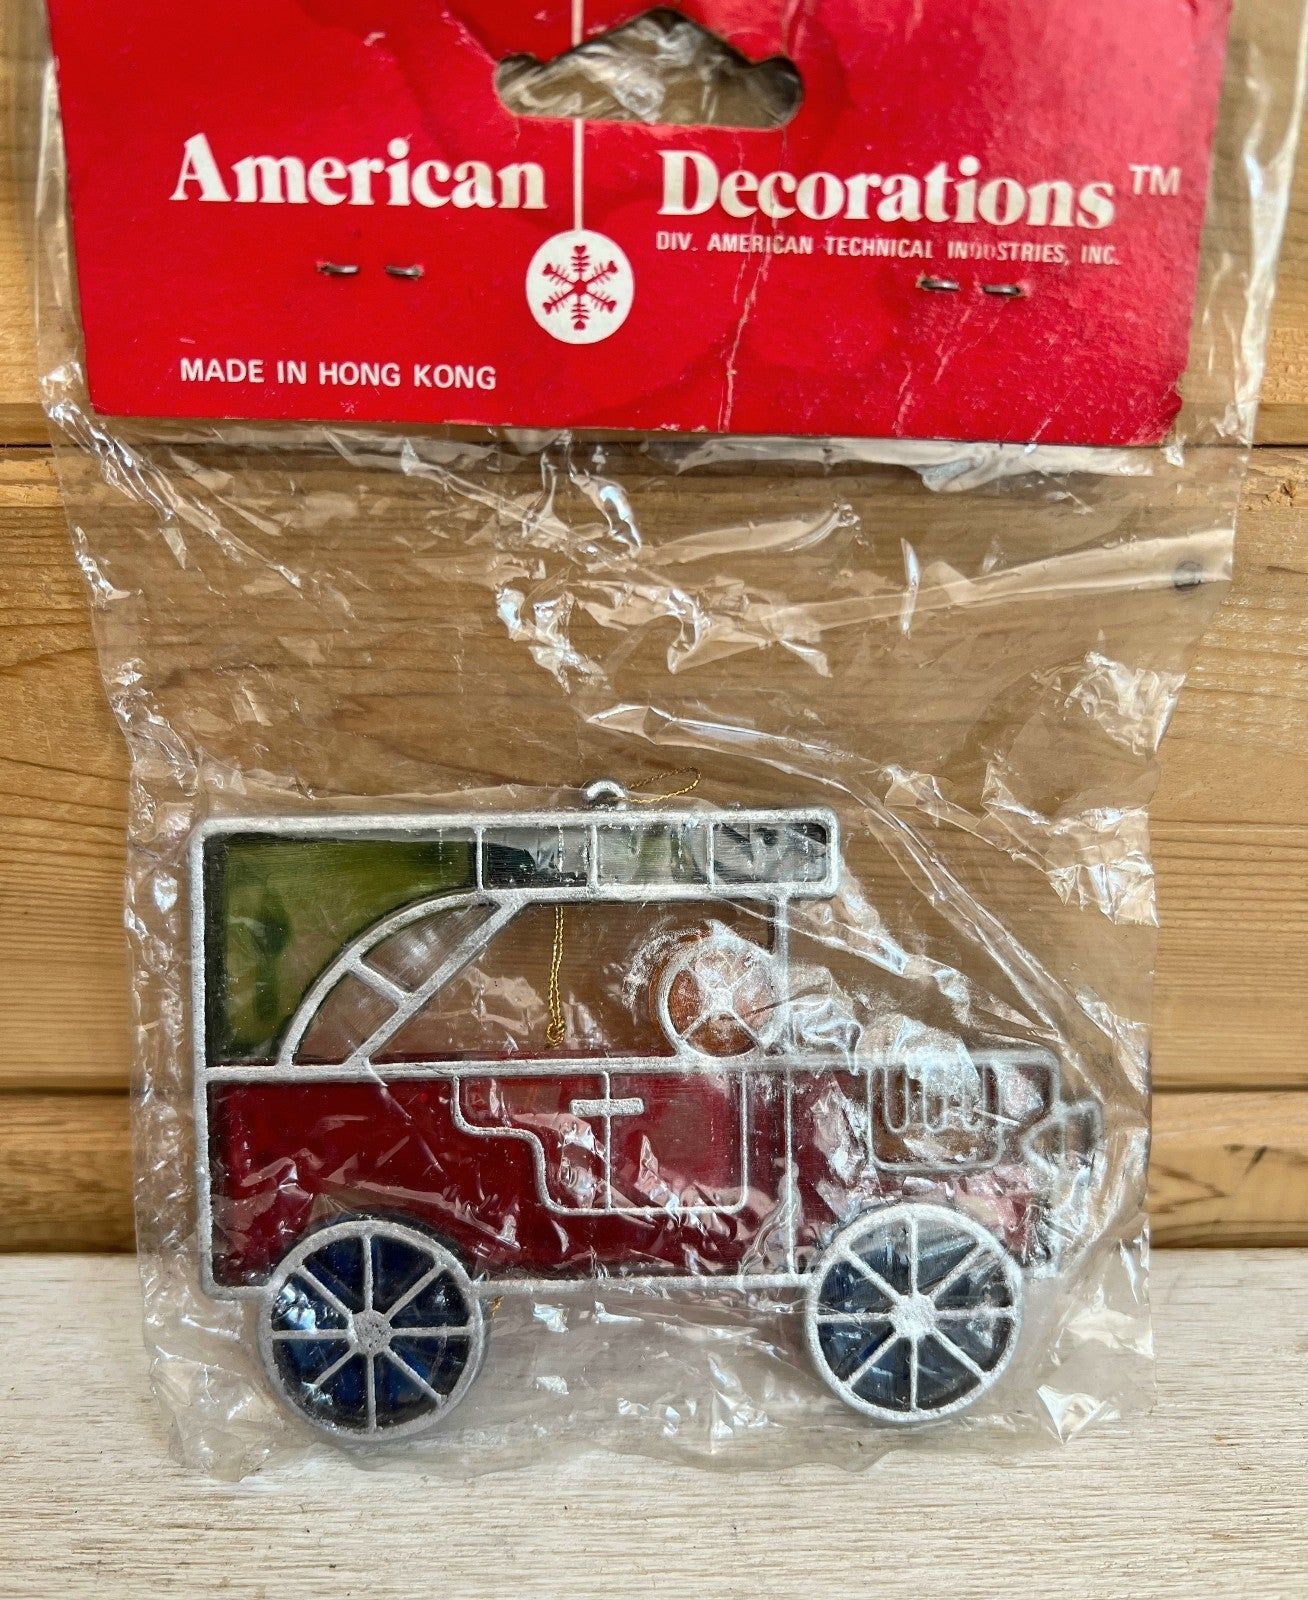 American Decorations™
DIV. AMERICAN TECHNICAL INDUSTRIES, INC.
MADE IN HONG KONG